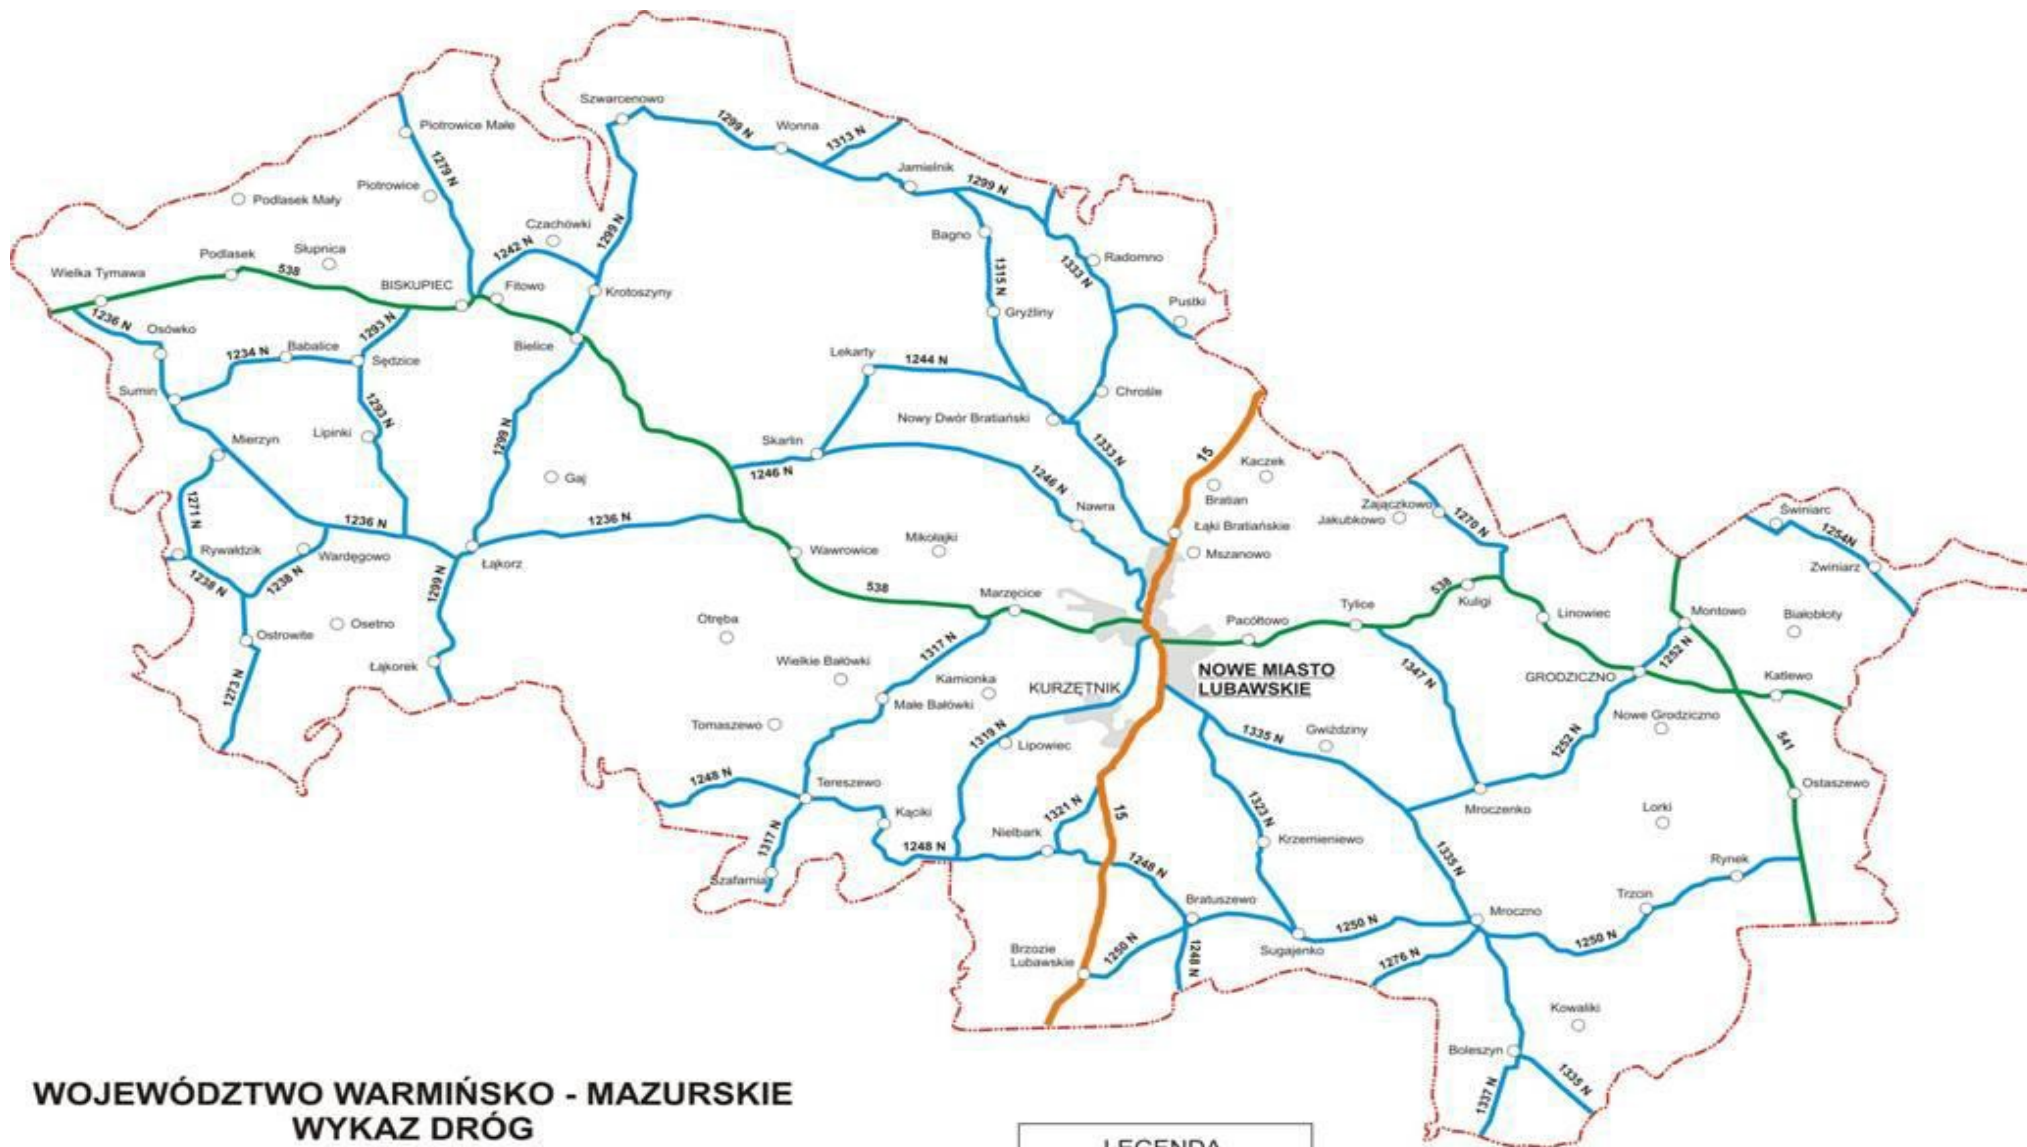 Szwarcenowo
1299 N
Wonna
1313 N
Piotrowice Małe
1279 N
Jamielnik
1299 N
Piotrowice
Podlasek Mały
Czachówki
1242 N
1299 N
Bagno
Radomno
1333 N
1315 N
Słupnica
Podlasek
538
Wielka Tymawa
BISKUPIEC
Fitowo
Krotoszyny
Pustki
Gryźliny
1236 N
Osówko
1293 N
Babalice
1234 N
Sędzice
Bielice
Lekarty
1244 N
Sumin
Chrośle
1293 N
Nowy Dwór Bratiański
Mierzyn
Lipinki
1299 N
Skarlin
1246 N
1333 N
15
Kaczek
Gaj
1246 N
Bratian
1271 N
Nawra
Zajączkowo
Jakubkowo
1270 N
Świniarc
1254N
1236 N
1236 N
Łąki Bratiańskie
Mikołajki
Mszanowo
Rywałdzik
Wardęgowo
Łąkorz
Wawrowice
Zwiniarz
1238 N
1238 N
1299 N
538
Marzęcice
538
Kuligi
Tylice
Linowiec
Montowo
Białobłoty
Osetno
Ostrowite
Otręba
Pacółtowo
1317 N
1252 N
Łąkorek
Wielkie Bałówki
NOWE MIASTO
LUBAWSKIE
1347 N
GRODZICZNO
Katlewo
1273 N
Kamionka
KURZĘTNIK
Małe Bałówki
Nowe Grodziczno
Tomaszewo
1319 N
Lipowiec
1335 N
Gwiździny
1252 N
541
1248 N
Tereszewo
Ostaszewo
Mroczenko
Lorki
Kąciki
1321 N
15
1323 N
Nielbark
1317 N
1248 N
Krzemieniewo
1248 N
1335 N
Rynek
Szafarnia
Trzcin
Bratuszewo
Mroczno
1250 N
1250 N
Brzozie
Lubawskie
1250 N
1248 N
Sugajenko
1276 N
Kowaliki
Boleszyn
1337 N
1335 N
WOJEWÓDZTWO WARMIŃSKO - MAZURSKIE
WYKAZ DRÓG
LEGENDA